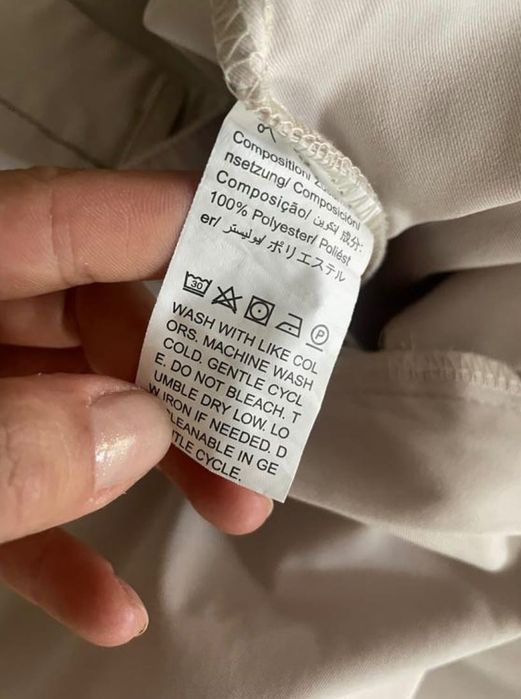 Composition/
nsetzung/ Composición/
Composição/ تكوين/ 成分:
100% Polyester/ Poliést
er/ بوليستر/ ポリエステル
30 P
WASH WITH LIKE COL
ORS. MACHINE WASH
COLD. GENTLE CYCL
E. DO NOT BLEACH. T
UMBLE DRY LOW. LO
W IRON IF NEEDED. D
LEANABLE IN GE
TLE CYCLE.